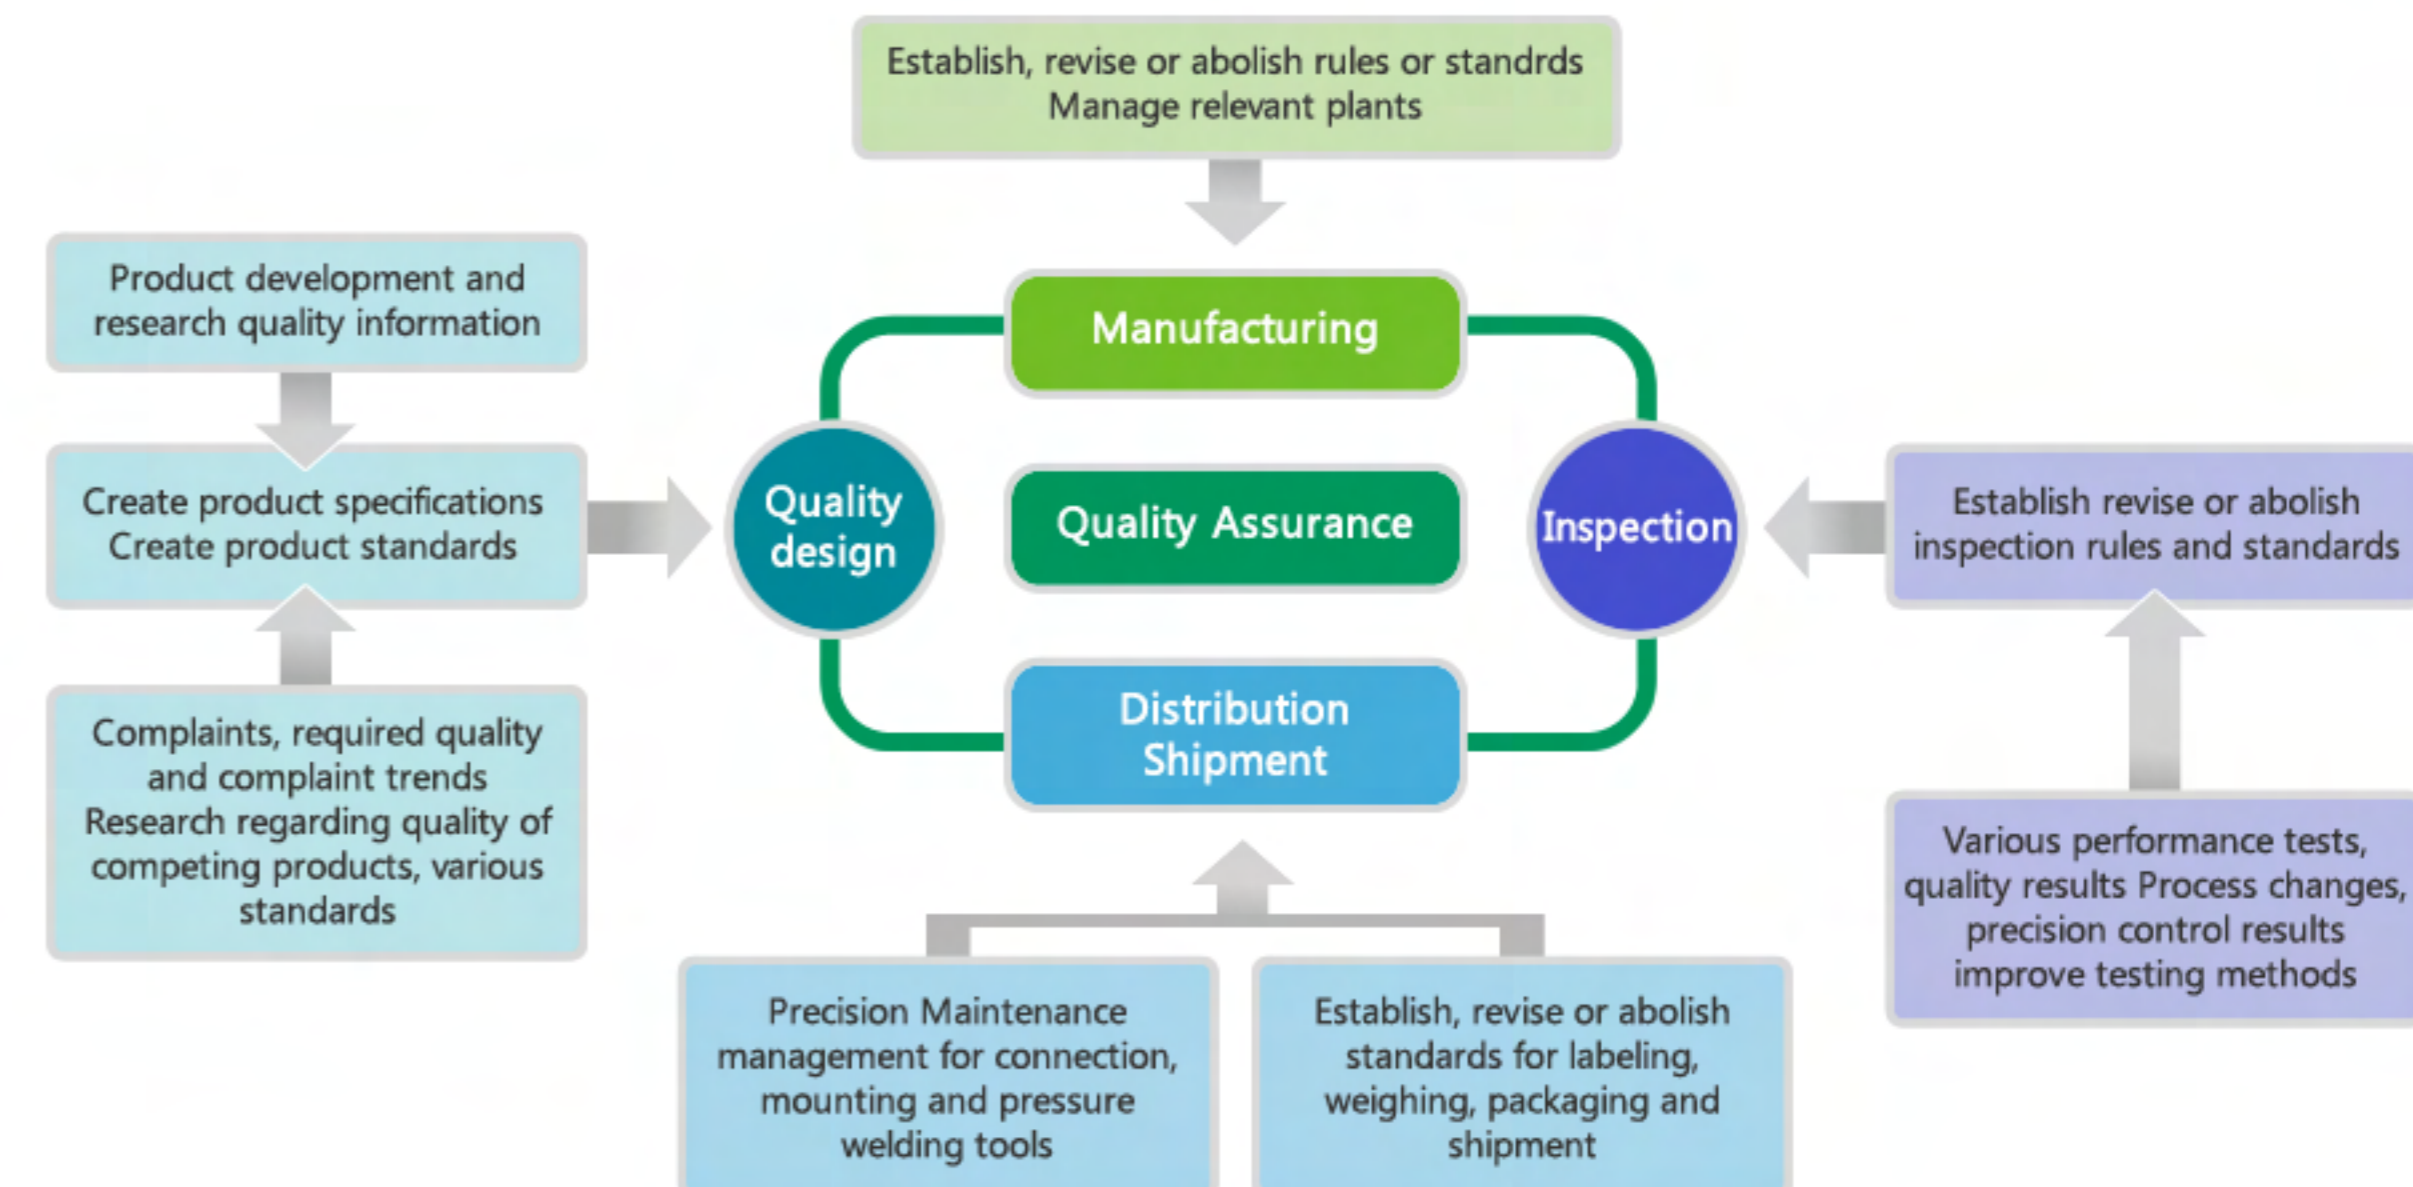 Establish, revise or abolish rules or standrds
Manage relevant plants
Product development and
research quality information
Create product specifications
Create product standards
Complaints, required quality
and complaint trends
Research regarding quality of
competing products, various
standards
Manufacturing
Quality
design
Quality Assurance
Inspection
Distribution
Shipment
Establish revise or abolish
inspection rules and standards
Various performance tests,
quality results Process changes,
precision control results
improve testing methods
Precision Maintenance
management for connection,
mounting and pressure
welding tools
Establish, revise or abolish
standards for labeling,
weighing, packaging and
shipment